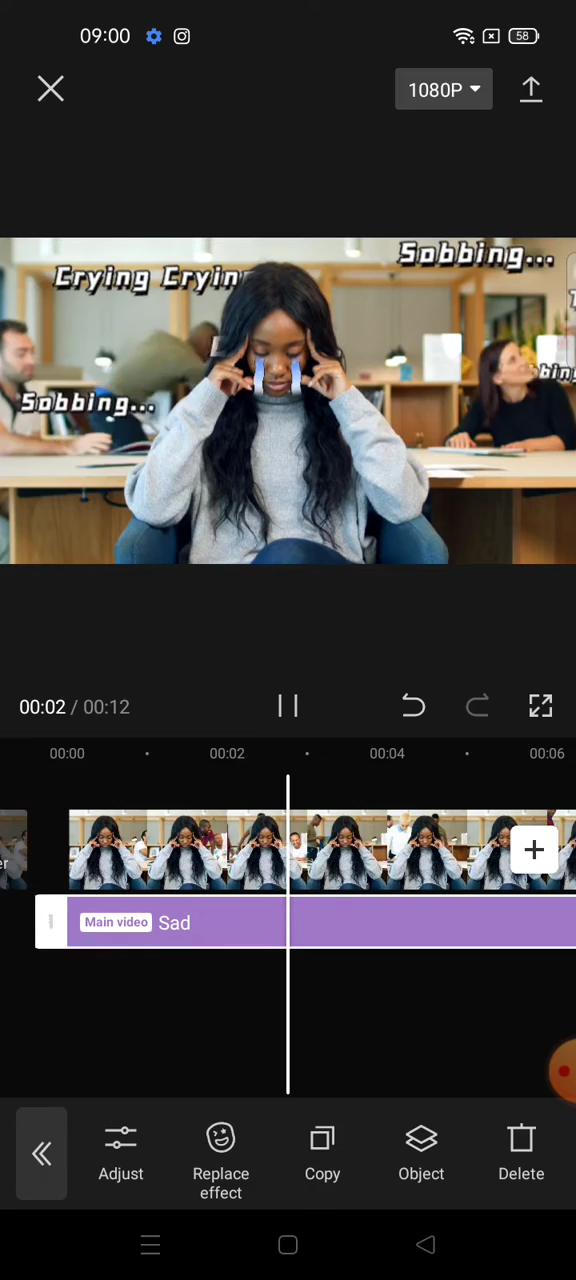 09:00
58
1080P
Sobbing...
Crying Cryin
Sobbing...
00:02 / 00:12
00:00
00:02
00:04
00:06
er
Main video Sad
Adjust
Replace effect
Copy
Object
Delete